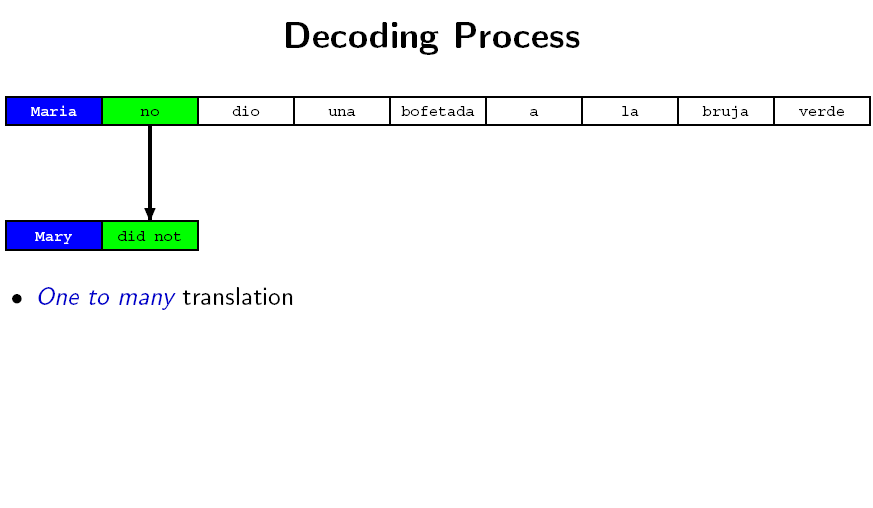 Decoding Process
Maria no dio una bofetada a la bruja verde
Mary did not
• One to many translation